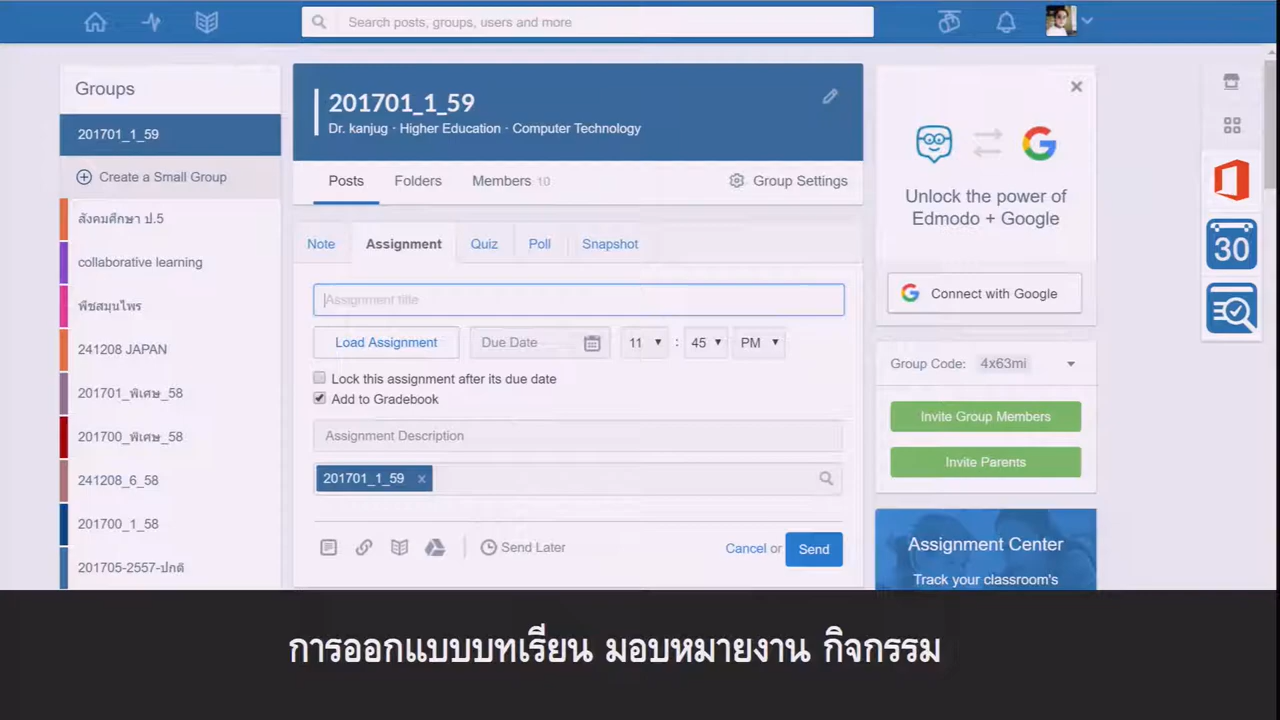 Search posts, groups, users and more
Groups
201701_1_59
Create a Small Group
สังคมศึกษา ป.5
collaborative learning
พืชสมุนไพร
241208 JAPAN
201701_พิเศษ_58
201700_พิเศษ_58
241208_6_58
201700_1_58
201705-2557-ปกติ
201701_1_59
Dr. kanjug · Higher Education · Computer Technology
Posts Folders Members 10 Group Settings
Note Assignment Quiz Poll Snapshot
Assignment title
Load Assignment Due Date 11 : 45 PM
Lock this assignment after its due date
Add to Gradebook
Assignment Description
201701_1_59 x
Send Later Cancel or Send
Unlock the power of
Edmodo + Google
G Connect with Google
Group Code: 4x63mi
Invite Group Members
Invite Parents
Assignment Center
Track your classroom's
30
การออกแบบบทเรียน มอบหมายงาน กิจกรรม